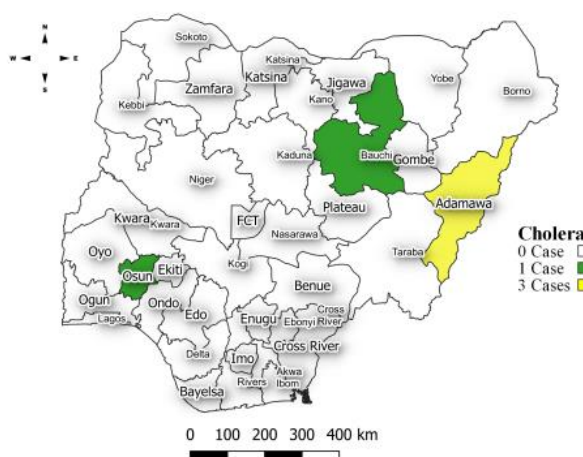 N
W E
S
Sokoto
Katsina
Katsina
Jigawa
Yobe
Borno
Zamfara
Kano
Kebbi
Kaduna
Bauchi
Gombe
Niger
Adamawa
Plateau
FCT
Kwara
Kwara
Nasarawa
Taraba
Oyo
Kogi
Osun
Ekiti
Benue
Ogun
Ondo
Edo
Enugu
Cross
Ebonyi River
Lagos
Cross River
Delta
Imo
Akwa
Ibom
Rivers
Bayelsa
Cholera
0 Case
1 Case
3 Cases
0 100 200 300 400 km